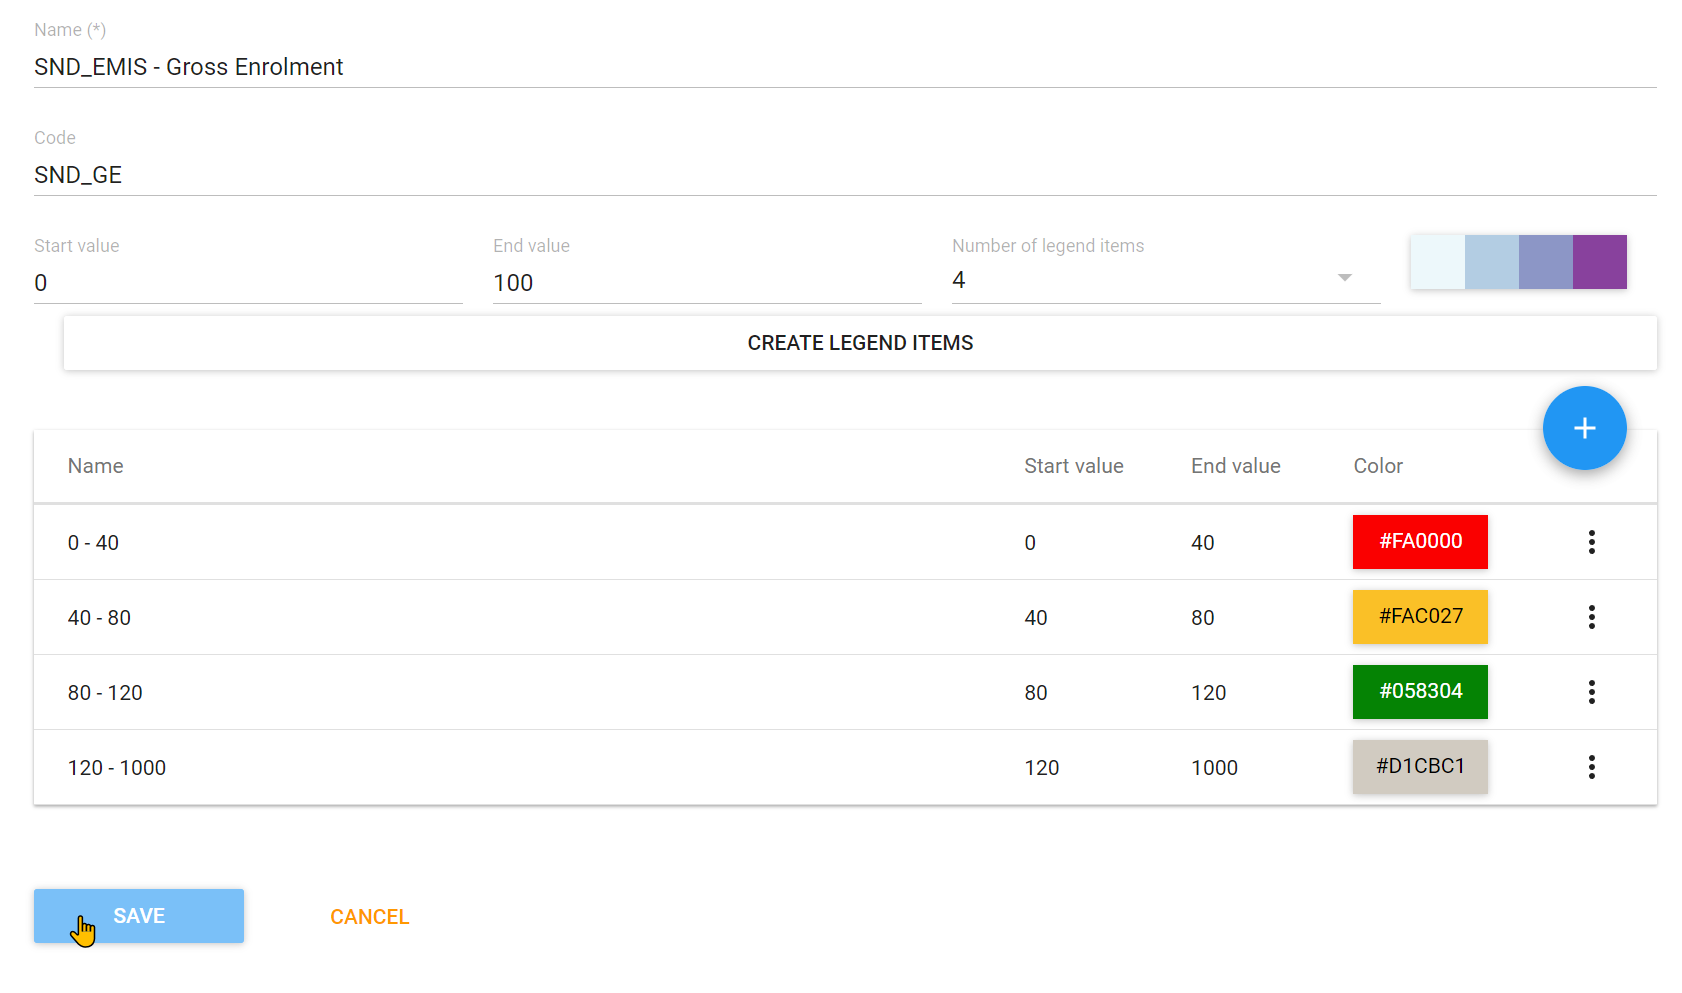 Name (*)
SND_EMIS - Gross Enrolment
Code
SND_GE
Start value End value Number of legend items
0 100 4
CREATE LEGEND ITEMS
+
Name Start value End value Color
0 - 40 0 40 #FA0000
40 - 80 40 80 #FAC027
80 - 120 80 120 #058304
120 - 1000 120 1000 #D1CBC1
SAVE CANCEL